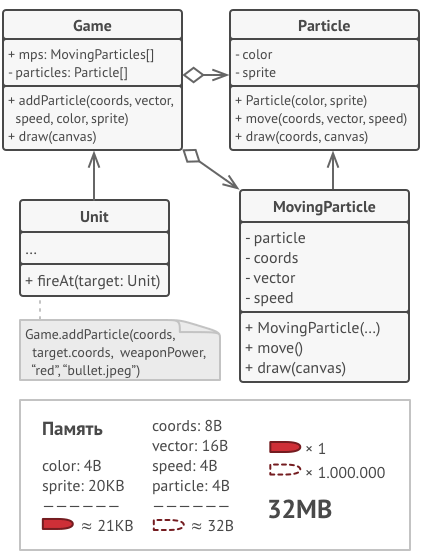 Game
+ mps: MovingParticles[]
- particles: Particle[]
+ addParticle(coords, vector,
speed, color, sprite)
+ draw(canvas)
Particle
- color
- sprite
+ Particle(color, sprite)
+ move(coords, vector, speed)
+ draw(coords, canvas)
Unit
...
+ fireAt(target: Unit)
MovingParticle
- particle
- coords
- vector
- speed
+ MovingParticle(...)
+ move()
+ draw(canvas)
Game.addParticle(coords,
target.coords, weaponPower,
“red”, “bullet.jpeg”)
Память
color: 4B
sprite: 20KB
––––––
≈ 21KB
coords: 8B
vector: 16B
speed: 4B
particle: 4B
––––––
≈ 32B
× 1
× 1.000.000
32MB